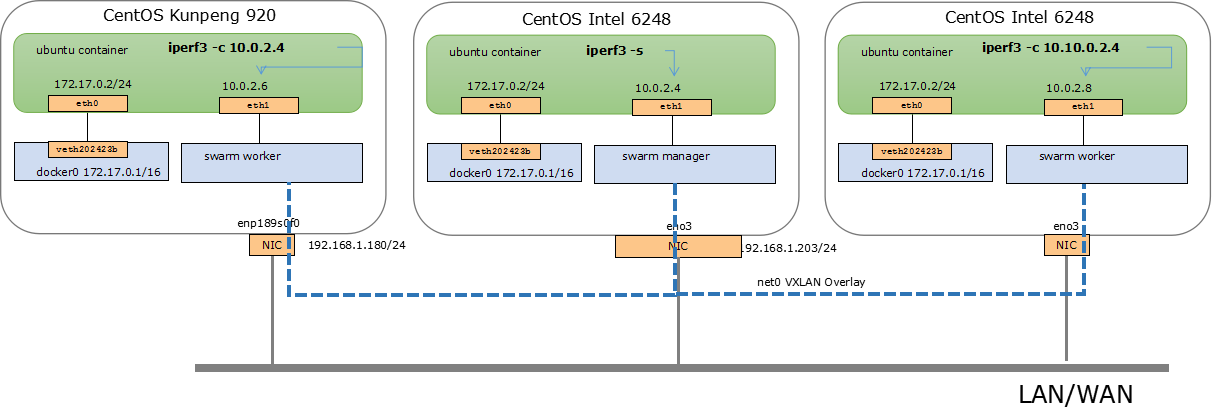 CentOS Kunpeng 920
ubuntu container
iperf3 -c 10.0.2.4
172.17.0.2/24
10.0.2.6
eth0
eth1
veth202423b
docker0 172.17.0.1/16
swarm worker
enp189s0f0
NIC
192.168.1.180/24
CentOS Intel 6248
ubuntu container
iperf3 -s
172.17.0.2/24
10.0.2.4
eth0
eth1
veth202423b
docker0 172.17.0.1/16
swarm manager
eno3
NIC
192.168.1.203/24
CentOS Intel 6248
ubuntu container
iperf3 -c 10.10.0.2.4
172.17.0.2/24
10.0.2.8
eth0
eth1
veth202423b
docker0 172.17.0.1/16
swarm worker
eno3
NIC
net0 VXLAN Overlay
LAN/WAN